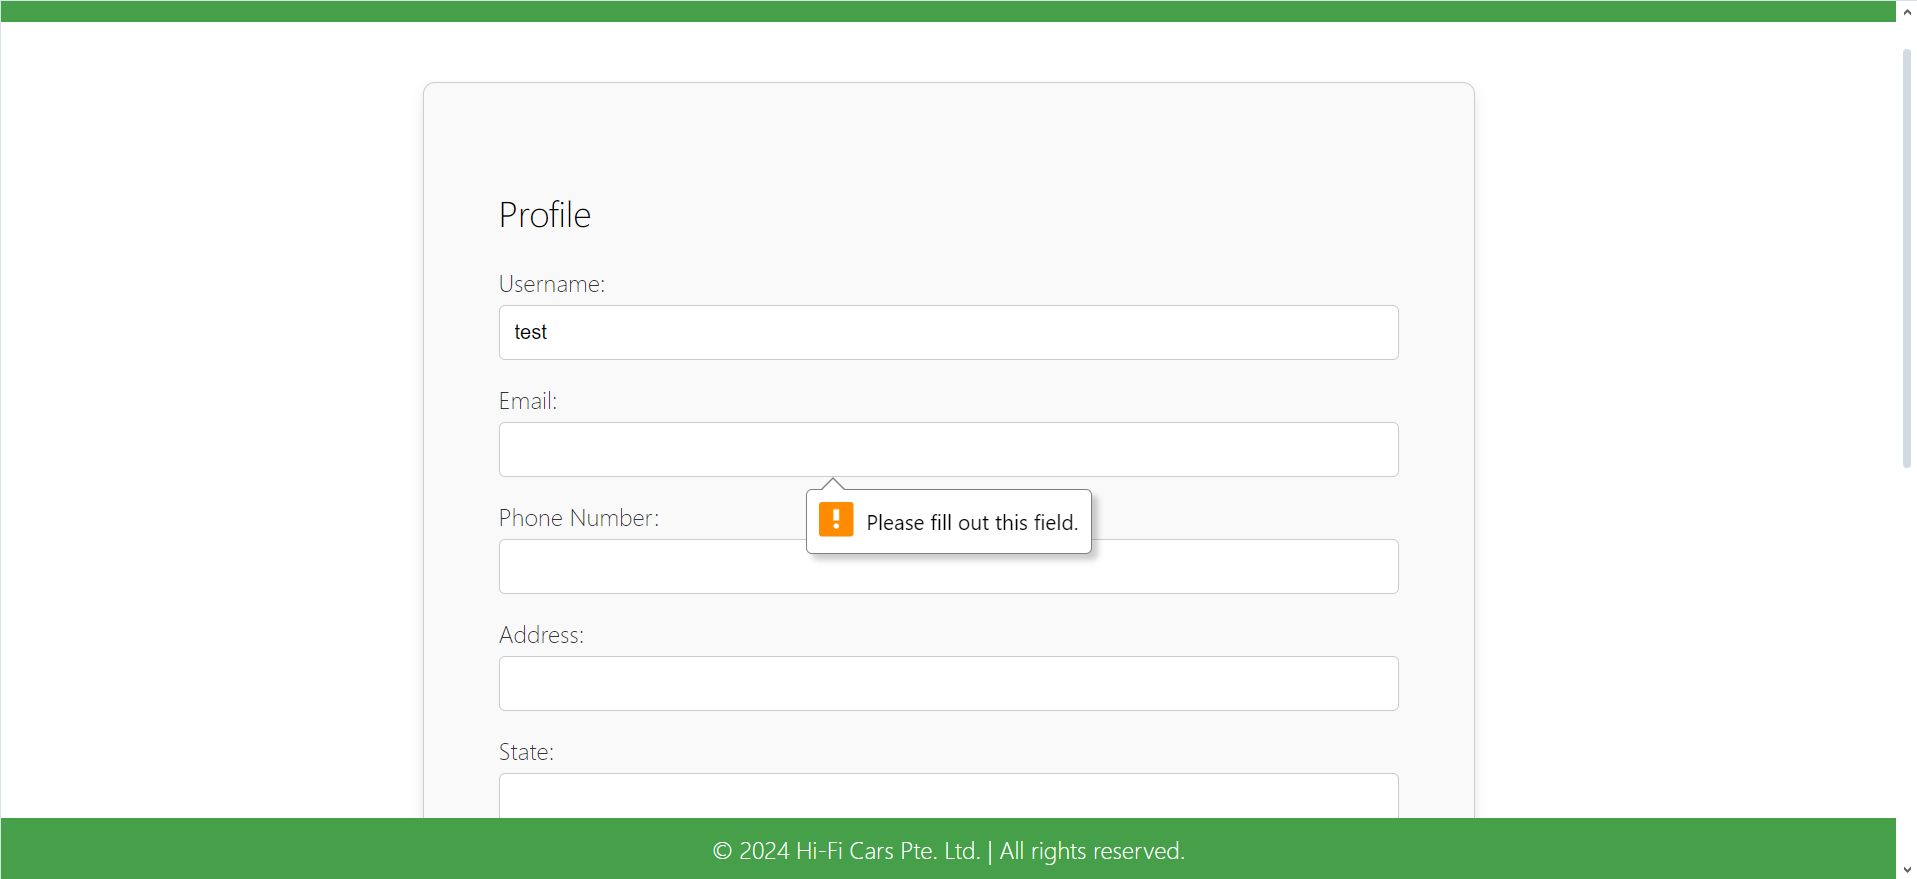 Profile
Username:
test
Email:
Please fill out this field.
Phone Number:
Address:
State:
© 2024 Hi-Fi Cars Pte. Ltd. | All rights reserved.